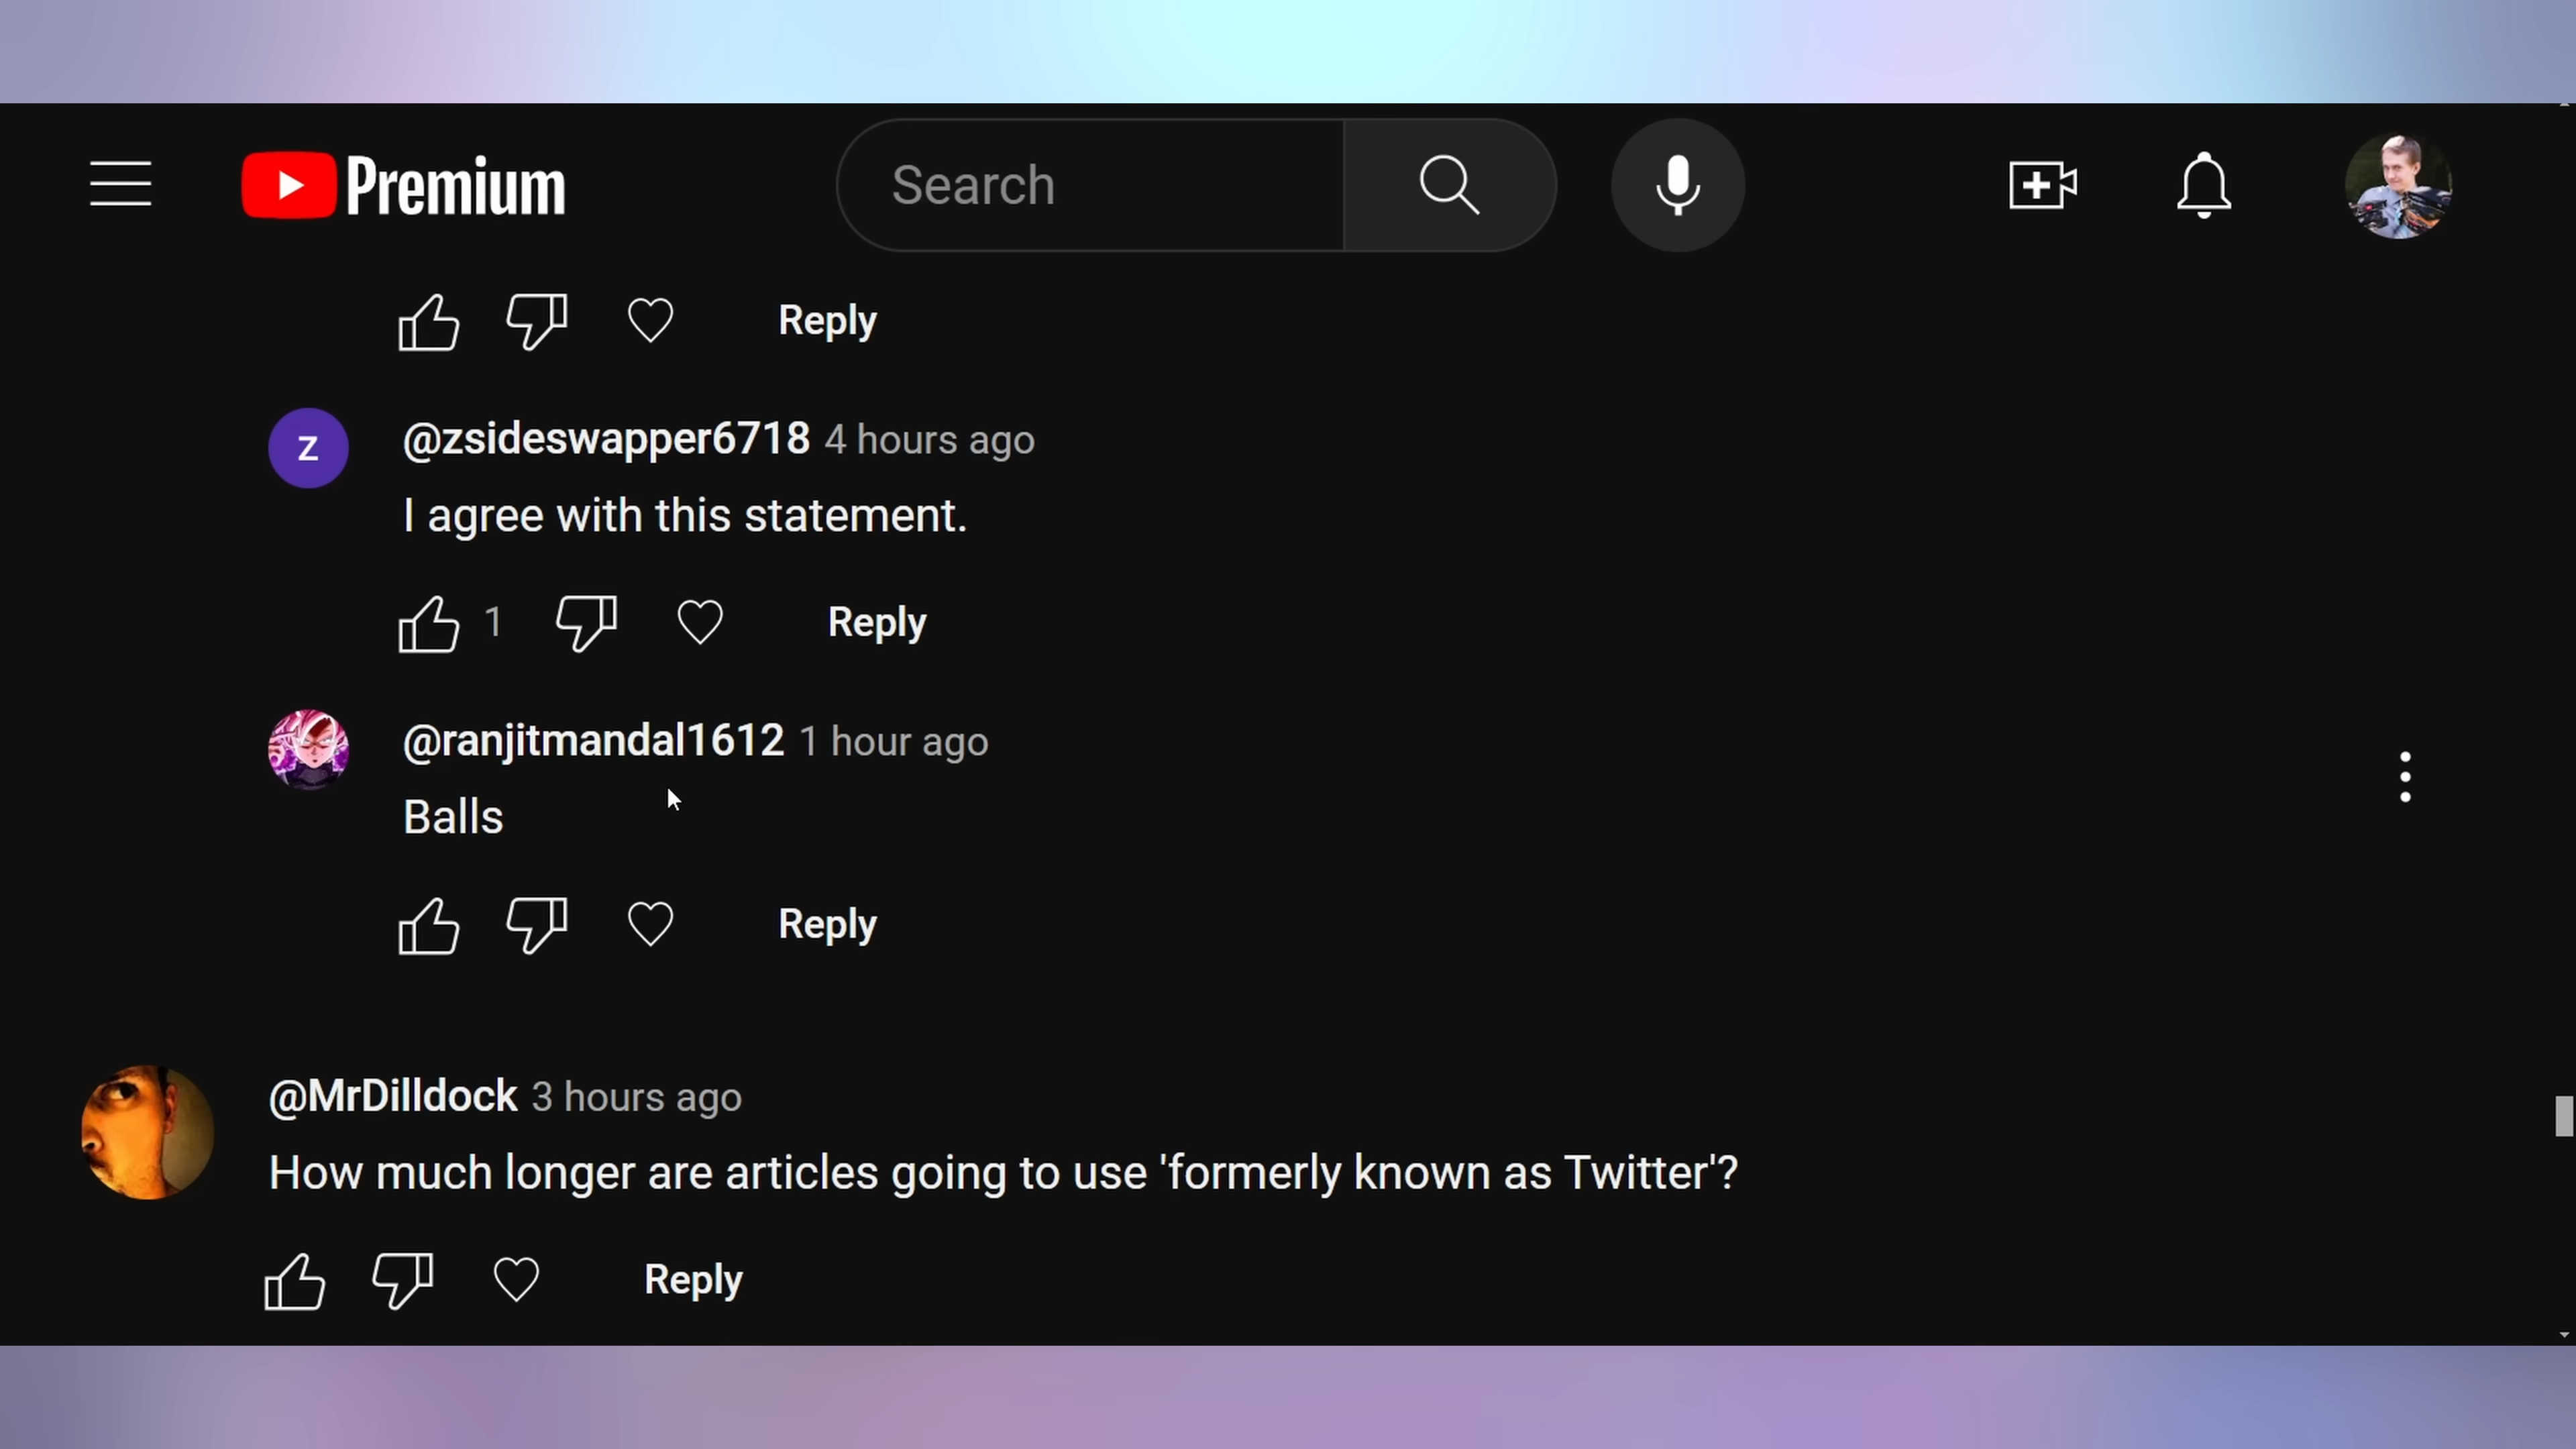 Premium
Search
Reply
Z
@zsideswapper6718 4 hours ago
I agree with this statement.
1
Reply
@ranjitmandal1612 1 hour ago
Balls
Reply
@MrDilldock 3 hours ago
How much longer are articles going to use 'formerly known as Twitter'?
Reply